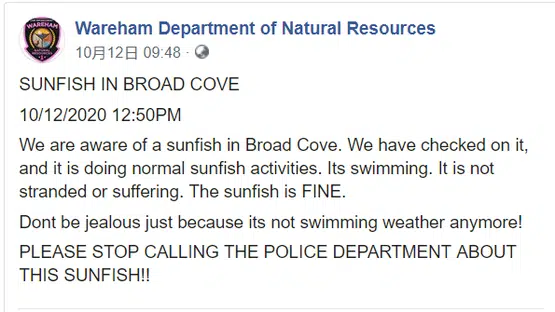 Wareham Department of Natural Resources
10月12日 09:48 ·
SUNFISH IN BROAD COVE
10/12/2020 12:50PM
We are aware of a sunfish in Broad Cove. We have checked on it,
and it is doing normal sunfish activities. Its swimming. It is not
stranded or suffering. The sunfish is FINE.
Dont be jealous just because its not swimming weather anymore!
PLEASE STOP CALLING THE POLICE DEPARTMENT ABOUT
THIS SUNFISH!!